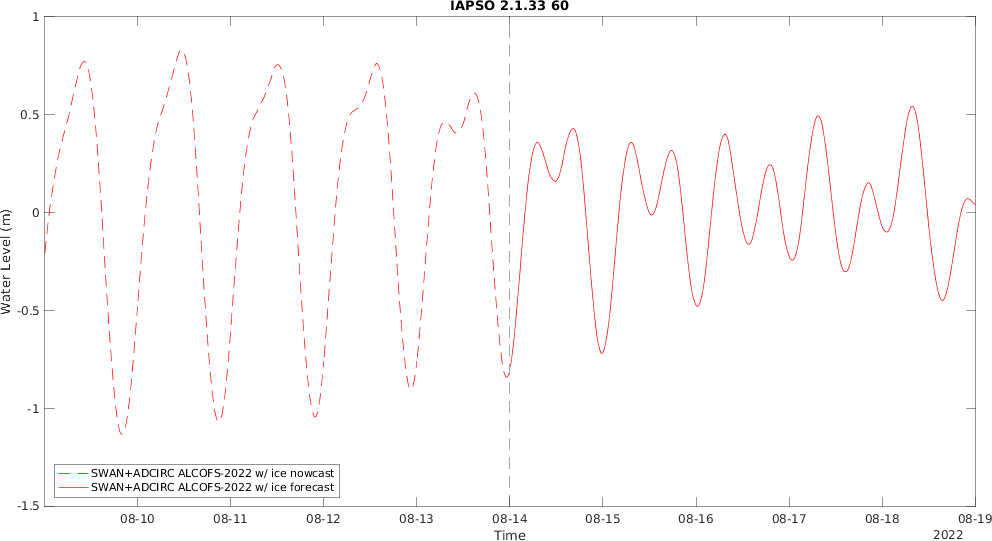 IAPSO 2.1.33 60
1
0.5
0
-0.5
-1
-1.5
Water Level (m)
SWAN+ADCIRC ALCOFS-2022 w/ ice nowcast
SWAN+ADCIRC ALCOFS-2022 w/ ice forecast
08-10 08-11 08-12 08-13 08-14 08-15 08-16 08-17 08-18 08-19
Time
2022